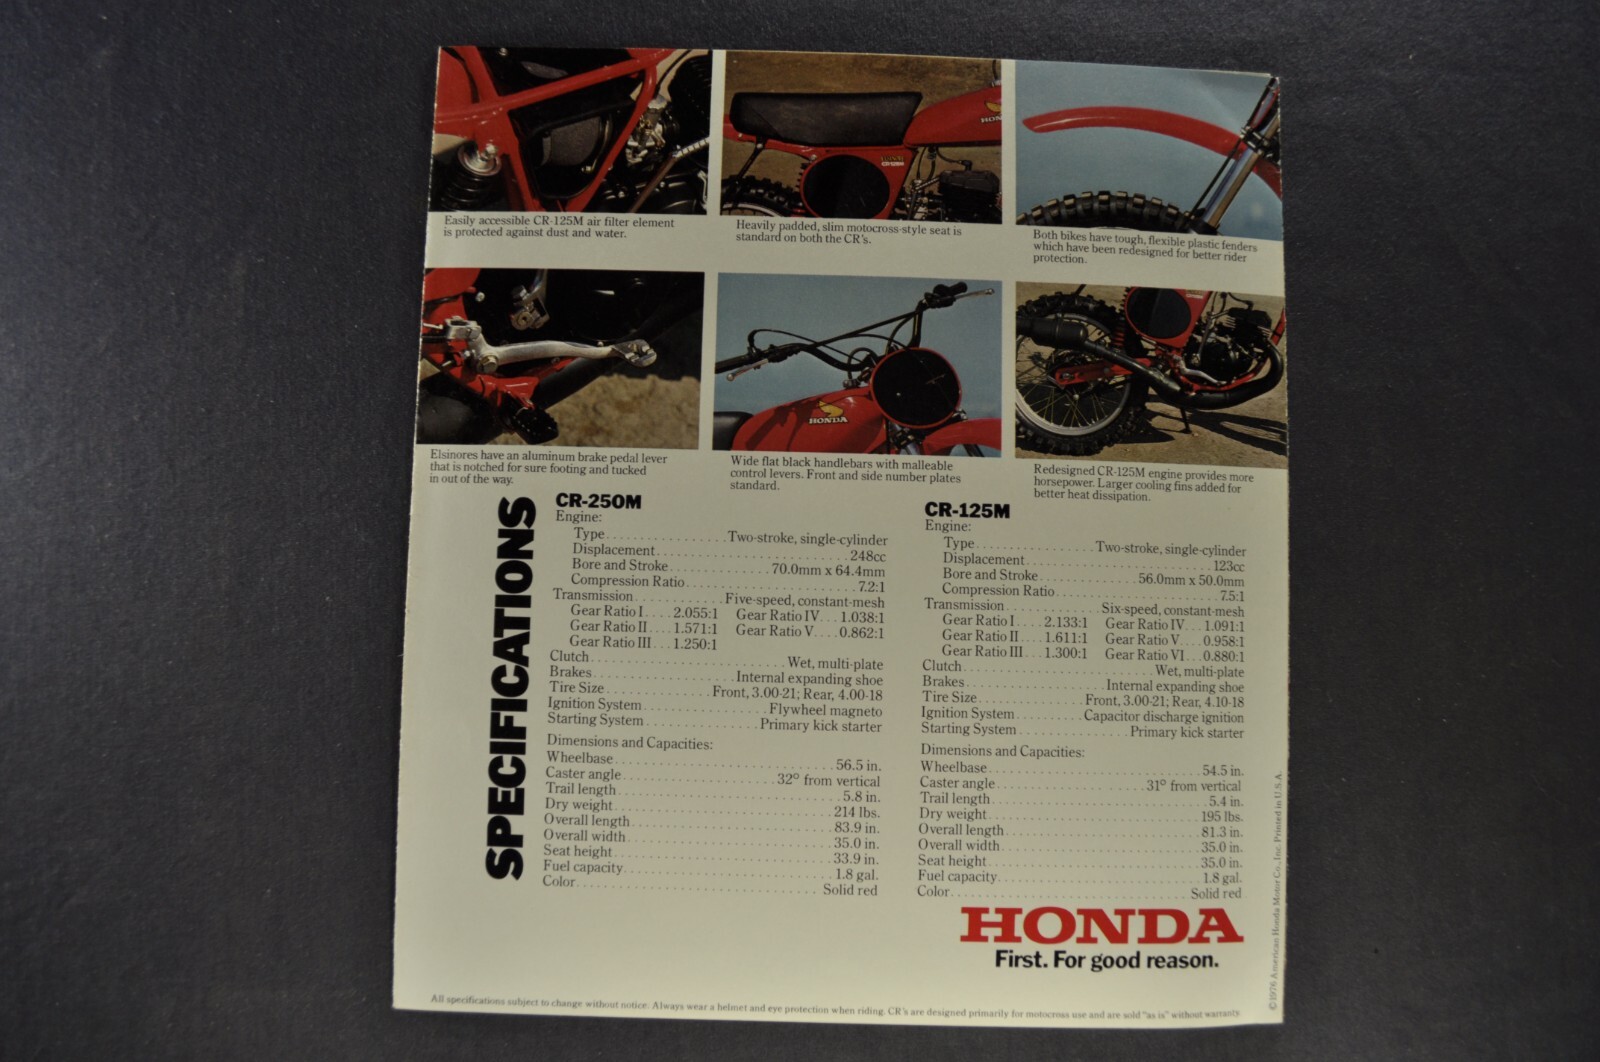 Easily accessible CR-125M air filter element
is protected against dust and water.
Heavily padded, slim motocross-style seat is
standard on both the CR's.
Both bikes have tough, flexible plastic fenders
which have been redesigned for better rider
protection.
HONDA
Elsinores have an aluminum brake pedal lever
that is notched for sure footing and tucked
in out of the way.
Wide flat black handlebars with malleable
control levers. Front and side number plates
standard.
Redesigned CR-125M engine provides more
horsepower. Larger cooling fins added for
better heat dissipation.
SPECIFICATIONS
CR-250M
Engine:
Type Two-stroke, single-cylinder
Displacement 248cc
Bore and Stroke 70.0mm x 64.4mm
Compression Ratio 7.2:1
Transmission Five-speed, constant-mesh
Gear Ratio I 2.055:1 Gear Ratio IV 1.038:1
Gear Ratio II 1.571:1 Gear Ratio V 0.862:1
Gear Ratio III 1.250:1
Clutch Wet, multi-plate
Brakes Internal expanding shoe
Tire Size Front, 3.00-21; Rear, 4.00-18
Ignition System Flywheel magneto
Starting System Primary kick starter
Dimensions and Capacities:
Wheelbase 56.5 in.
Caster angle 32° from vertical
Trail length 5.8 in.
Dry weight 214 lbs.
Overall length 83.9 in.
Overall width 35.0 in.
Seat height 33.9 in.
Fuel capacity 1.8 gal.
Color Solid red
CR-125M
Engine:
Type Two-stroke, single-cylinder
Displacement 123cc
Bore and Stroke 56.0mm x 50.0mm
Compression Ratio 7.5:1
Transmission Six-speed, constant-mesh
Gear Ratio I 2.133:1 Gear Ratio IV 1.091:1
Gear Ratio II 1.611:1 Gear Ratio V 0.958:1
Gear Ratio III 1.300:1 Gear Ratio VI 0.880:1
Clutch Wet, multi-plate
Brakes Internal expanding shoe
Tire Size Front, 3.00-21; Rear, 4.10-18
Ignition System Capacitor discharge ignition
Starting System Primary kick starter
Dimensions and Capacities:
Wheelbase 54.5 in.
Caster angle 31° from vertical
Trail length 5.4 in.
Dry weight 195 lbs.
Overall length 81.3 in.
Overall width 35.0 in.
Seat height 35.0 in.
Fuel capacity 1.8 gal.
Color Solid red
HONDA
First. For good reason.
©1976 American Honda Motor Co., Inc. Printed in U.S.A.
All specifications subject to change without notice. Always wear a helmet and eye protection when riding. CR's are designed primarily for motocross use and are sold "as is" without warranty.